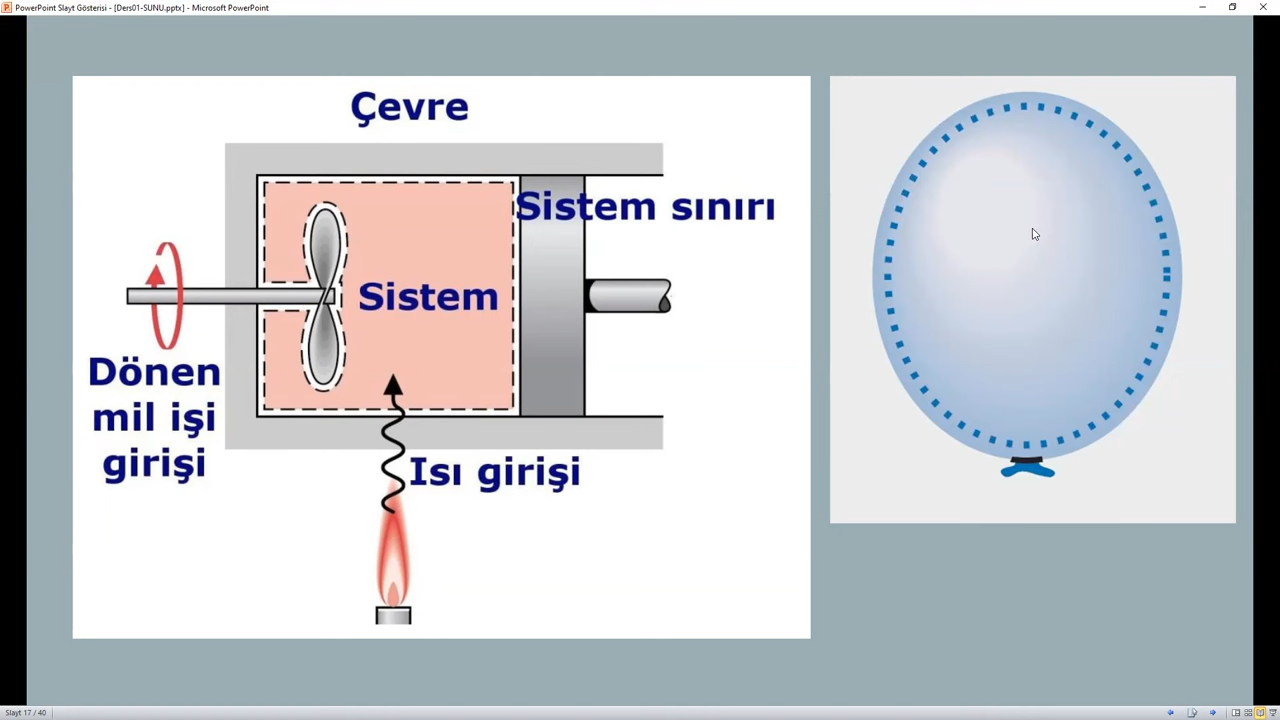 PowerPoint Slayt Gösterisi - [Ders01-SUNU.pptx] - Microsoft PowerPoint
Çevre
Sistem sınırı
Sistem
Dönen
mil işi
girişi
Isı girişi
Slayt 17 / 40